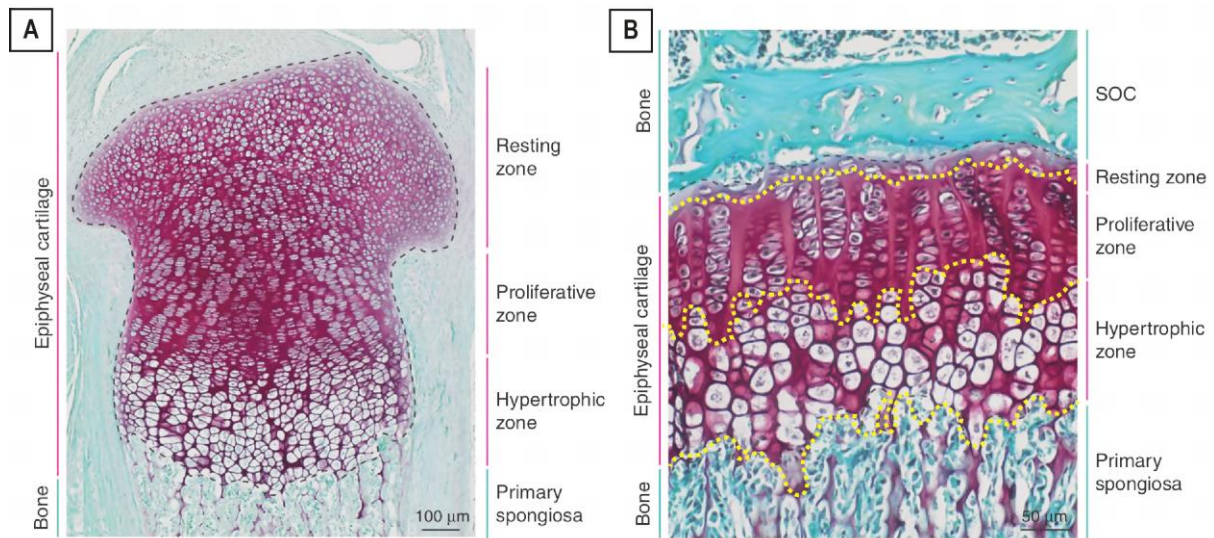 A
Epiphyseal cartilage
Bone
Resting
zone
Proliferative
zone
Hypertrophic
zone
Primary
spongiosa
100 μm
B
Bone
Epiphyseal cartilage
Bone
SOC
Resting zone
Proliferative
zone
Hypertrophic
zone
Primary
spongiosa
50 μm